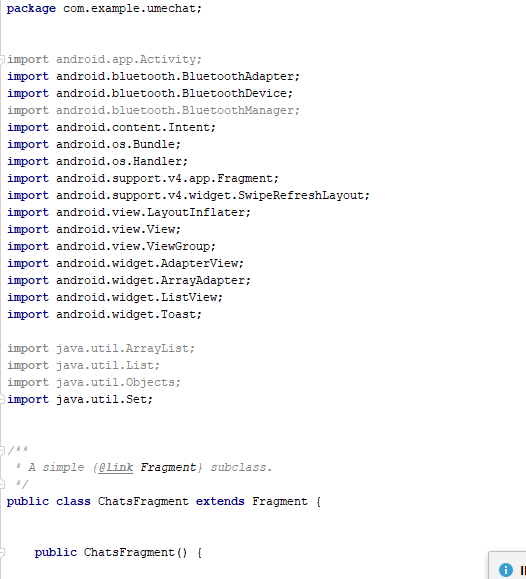 package com.example.umechat;
import android.app.Activity;
import android.bluetooth.BluetoothAdapter;
import android.bluetooth.BluetoothDevice;
import android.bluetooth.BluetoothManager;
import android.content.Intent;
import android.os.Bundle;
import android.os.Handler;
import android.support.v4.app.Fragment;
import android.support.v4.widget.SwipeRefreshLayout;
import android.view.LayoutInflater;
import android.view.View;
import android.view.ViewGroup;
import android.widget.AdapterView;
import android.widget.ArrayAdapter;
import android.widget.ListView;
import android.widget.Toast;
import java.util.ArrayList;
import java.util.List;
import java.util.Objects;
import java.util.Set;
/**
 * A simple {@link Fragment} subclass.
 */
public class ChatsFragment extends Fragment {
    public ChatsFragment() {